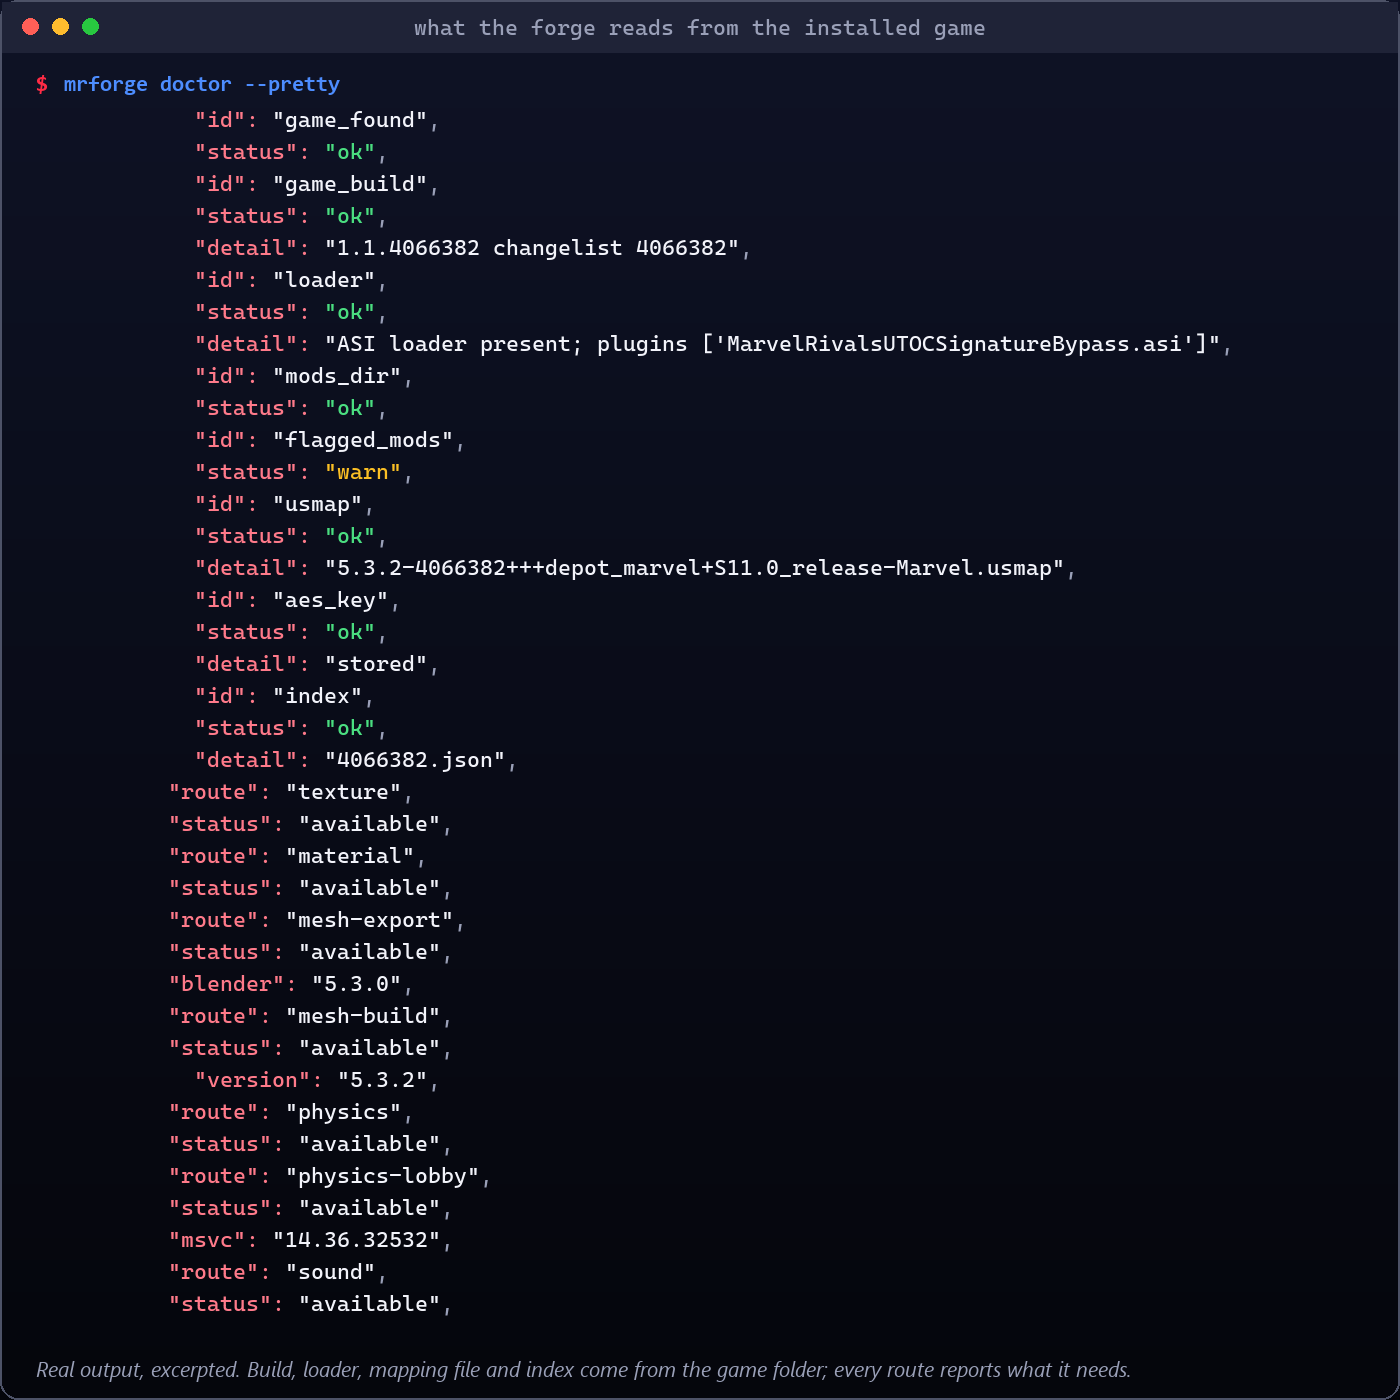 what the forge reads from the installed game
$ mrforge doctor --pretty
"id": "game_found",
"status": "ok",
"id": "game_build",
"status": "ok",
"detail": "1.1.4066382 changelist 4066382",
"id": "loader",
"status": "ok",
"detail": "ASI loader present; plugins ['MarvelRivalsUTOCSignatureBypass.asi']",
"id": "mods_dir",
"status": "ok",
"id": "flagged_mods",
"status": "warn",
"id": "usmap",
"status": "ok",
"detail": "5.3.2-4066382+++depot_marvel+S11.0_release-Marvel.usmap",
"id": "aes_key",
"status": "ok",
"detail": "stored",
"id": "index",
"status": "ok",
"detail": "4066382.json",
"route": "texture",
"status": "available",
"route": "material",
"status": "available",
"route": "mesh-export",
"status": "available",
"blender": "5.3.0",
"route": "mesh-build",
"status": "available",
"version": "5.3.2",
"route": "physics",
"status": "available",
"route": "physics-lobby",
"status": "available",
"msvc": "14.36.32532",
"route": "sound",
"status": "available",
Real output, excerpted. Build, loader, mapping file and index come from the game folder; every route reports what it needs.